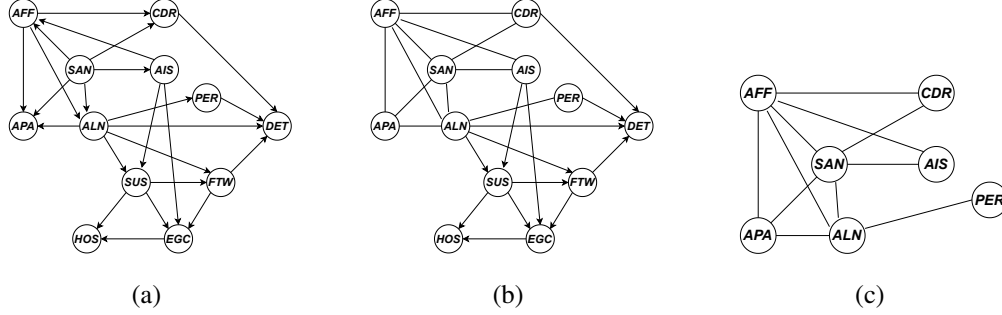 AFF CDR
SAN AIS
PER
APA ALN DET
SUS FTW
HOS EGC
(a)
AFF CDR
SAN AIS
PER
APA ALN DET
SUS FTW
HOS EGC
(b)
AFF CDR
SAN AIS
PER
APA ALN
(c)